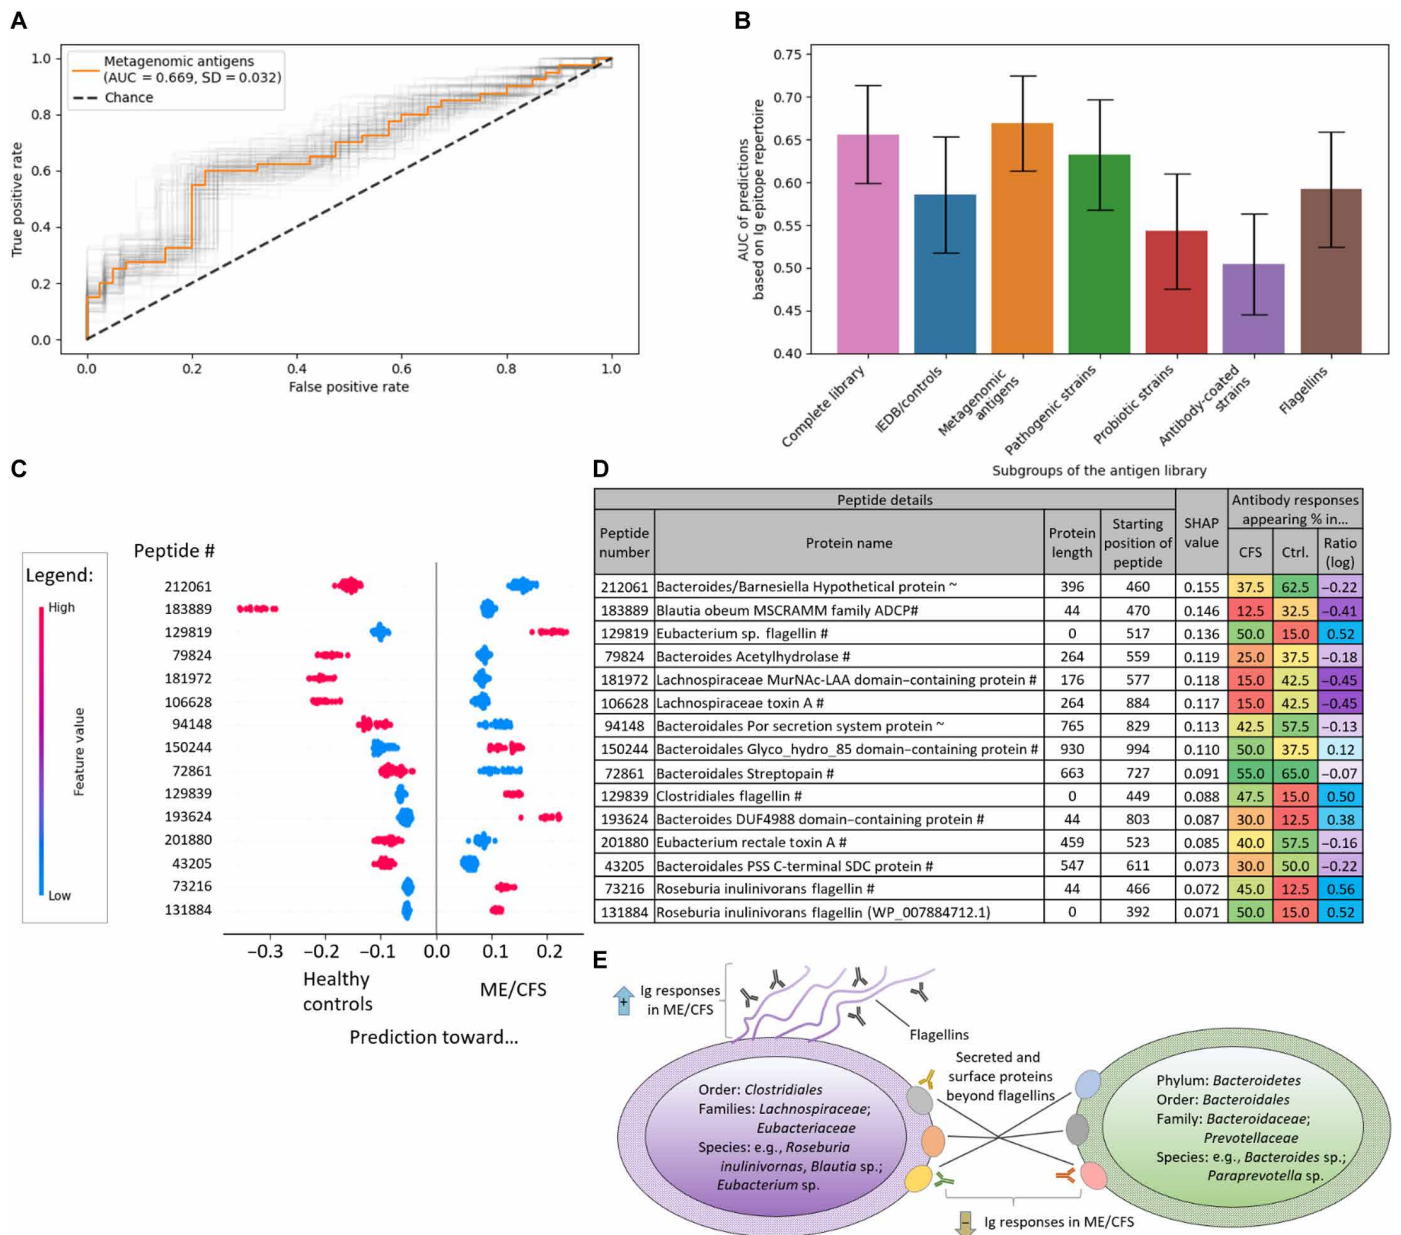 A
Metagenomic antigens
(AUC = 0.669, SD = 0.032)
Chance
1.0
0.8
0.6
0.4
0.2
0.0
True positive rate
0.0 0.2 0.4 0.6 0.8 1.0
False positive rate
B
0.75
0.70
0.65
0.60
0.55
0.50
0.45
0.40
AUC of predictions
based on Ig epitope repertoire
Complete library
IEDB/controls
Metagenomic
antigens
Pathogenic strains
Probiotic strains
Antibody-coated
strains
Flagellins
Subgroups of the antigen library
C
Legend:
High
Feature value
Low
Peptide #
212061
183889
129819
79824
181972
106628
94148
150244
72861
129839
193624
201880
43205
73216
131884
−0.3 −0.2 −0.1 0.0 0.1 0.2
Healthy
controls
ME/CFS
Prediction toward...
D
Peptide details
SHAP
value
Antibody responses
appearing % in...
Peptide
number
Protein name
Protein
length
Starting
position of
peptide
CFS
Ctrl.
Ratio
(log)
212061 Bacteroides/Barnesiella Hypothetical protein ~ 396 460 0.155 37.5 62.5 −0.22
183889 Blautia obeum MSCRAMM family ADCP# 44 470 0.146 12.5 32.5 −0.41
129819 Eubacterium sp. flagellin # 0 517 0.136 50.0 15.0 0.52
79824 Bacteroides Acetylhydrolase # 264 559 0.119 25.0 37.5 −0.18
181972 Lachnospiraceae MurNAc-LAA domain–containing protein # 176 577 0.118 15.0 42.5 −0.45
106628 Lachnospiraceae toxin A # 264 884 0.117 15.0 42.5 −0.45
94148 Bacteroidales Por secretion system protein ~ 765 829 0.113 42.5 57.5 −0.13
150244 Bacteroidales Glyco_hydro_85 domain–containing protein # 930 994 0.110 50.0 37.5 0.12
72861 Bacteroidales Streptopain # 663 727 0.091 55.0 65.0 −0.07
129839 Clostridiales flagellin # 0 449 0.088 47.5 15.0 0.50
193624 Bacteroides DUF4988 domain–containing protein # 44 803 0.087 30.0 12.5 0.38
201880 Eubacterium rectale toxin A # 459 523 0.085 40.0 57.5 −0.16
43205 Bacteroidales PSS C-terminal SDC protein # 547 611 0.073 30.0 50.0 −0.22
73216 Roseburia inulinivorans flagellin # 44 466 0.072 45.0 12.5 0.56
131884 Roseburia inulinivorans flagellin (WP_007884712.1) 0 392 0.071 50.0 15.0 0.52
E
+
Ig responses
in ME/CFS
Flagellins
Secreted and
surface proteins
beyond flagellins
Order: Clostridiales
Families: Lachnospiraceae;
Eubacteriaceae
Species: e.g., Roseburia
inulinivornas, Blautia sp.;
Eubacterium sp.
Phylum: Bacteroidetes
Order: Bacteroidales
Family: Bacteroidaceae;
Prevotellaceae
Species: e.g., Bacteroides sp.;
Paraprevotella sp.
−
Ig responses in ME/CFS